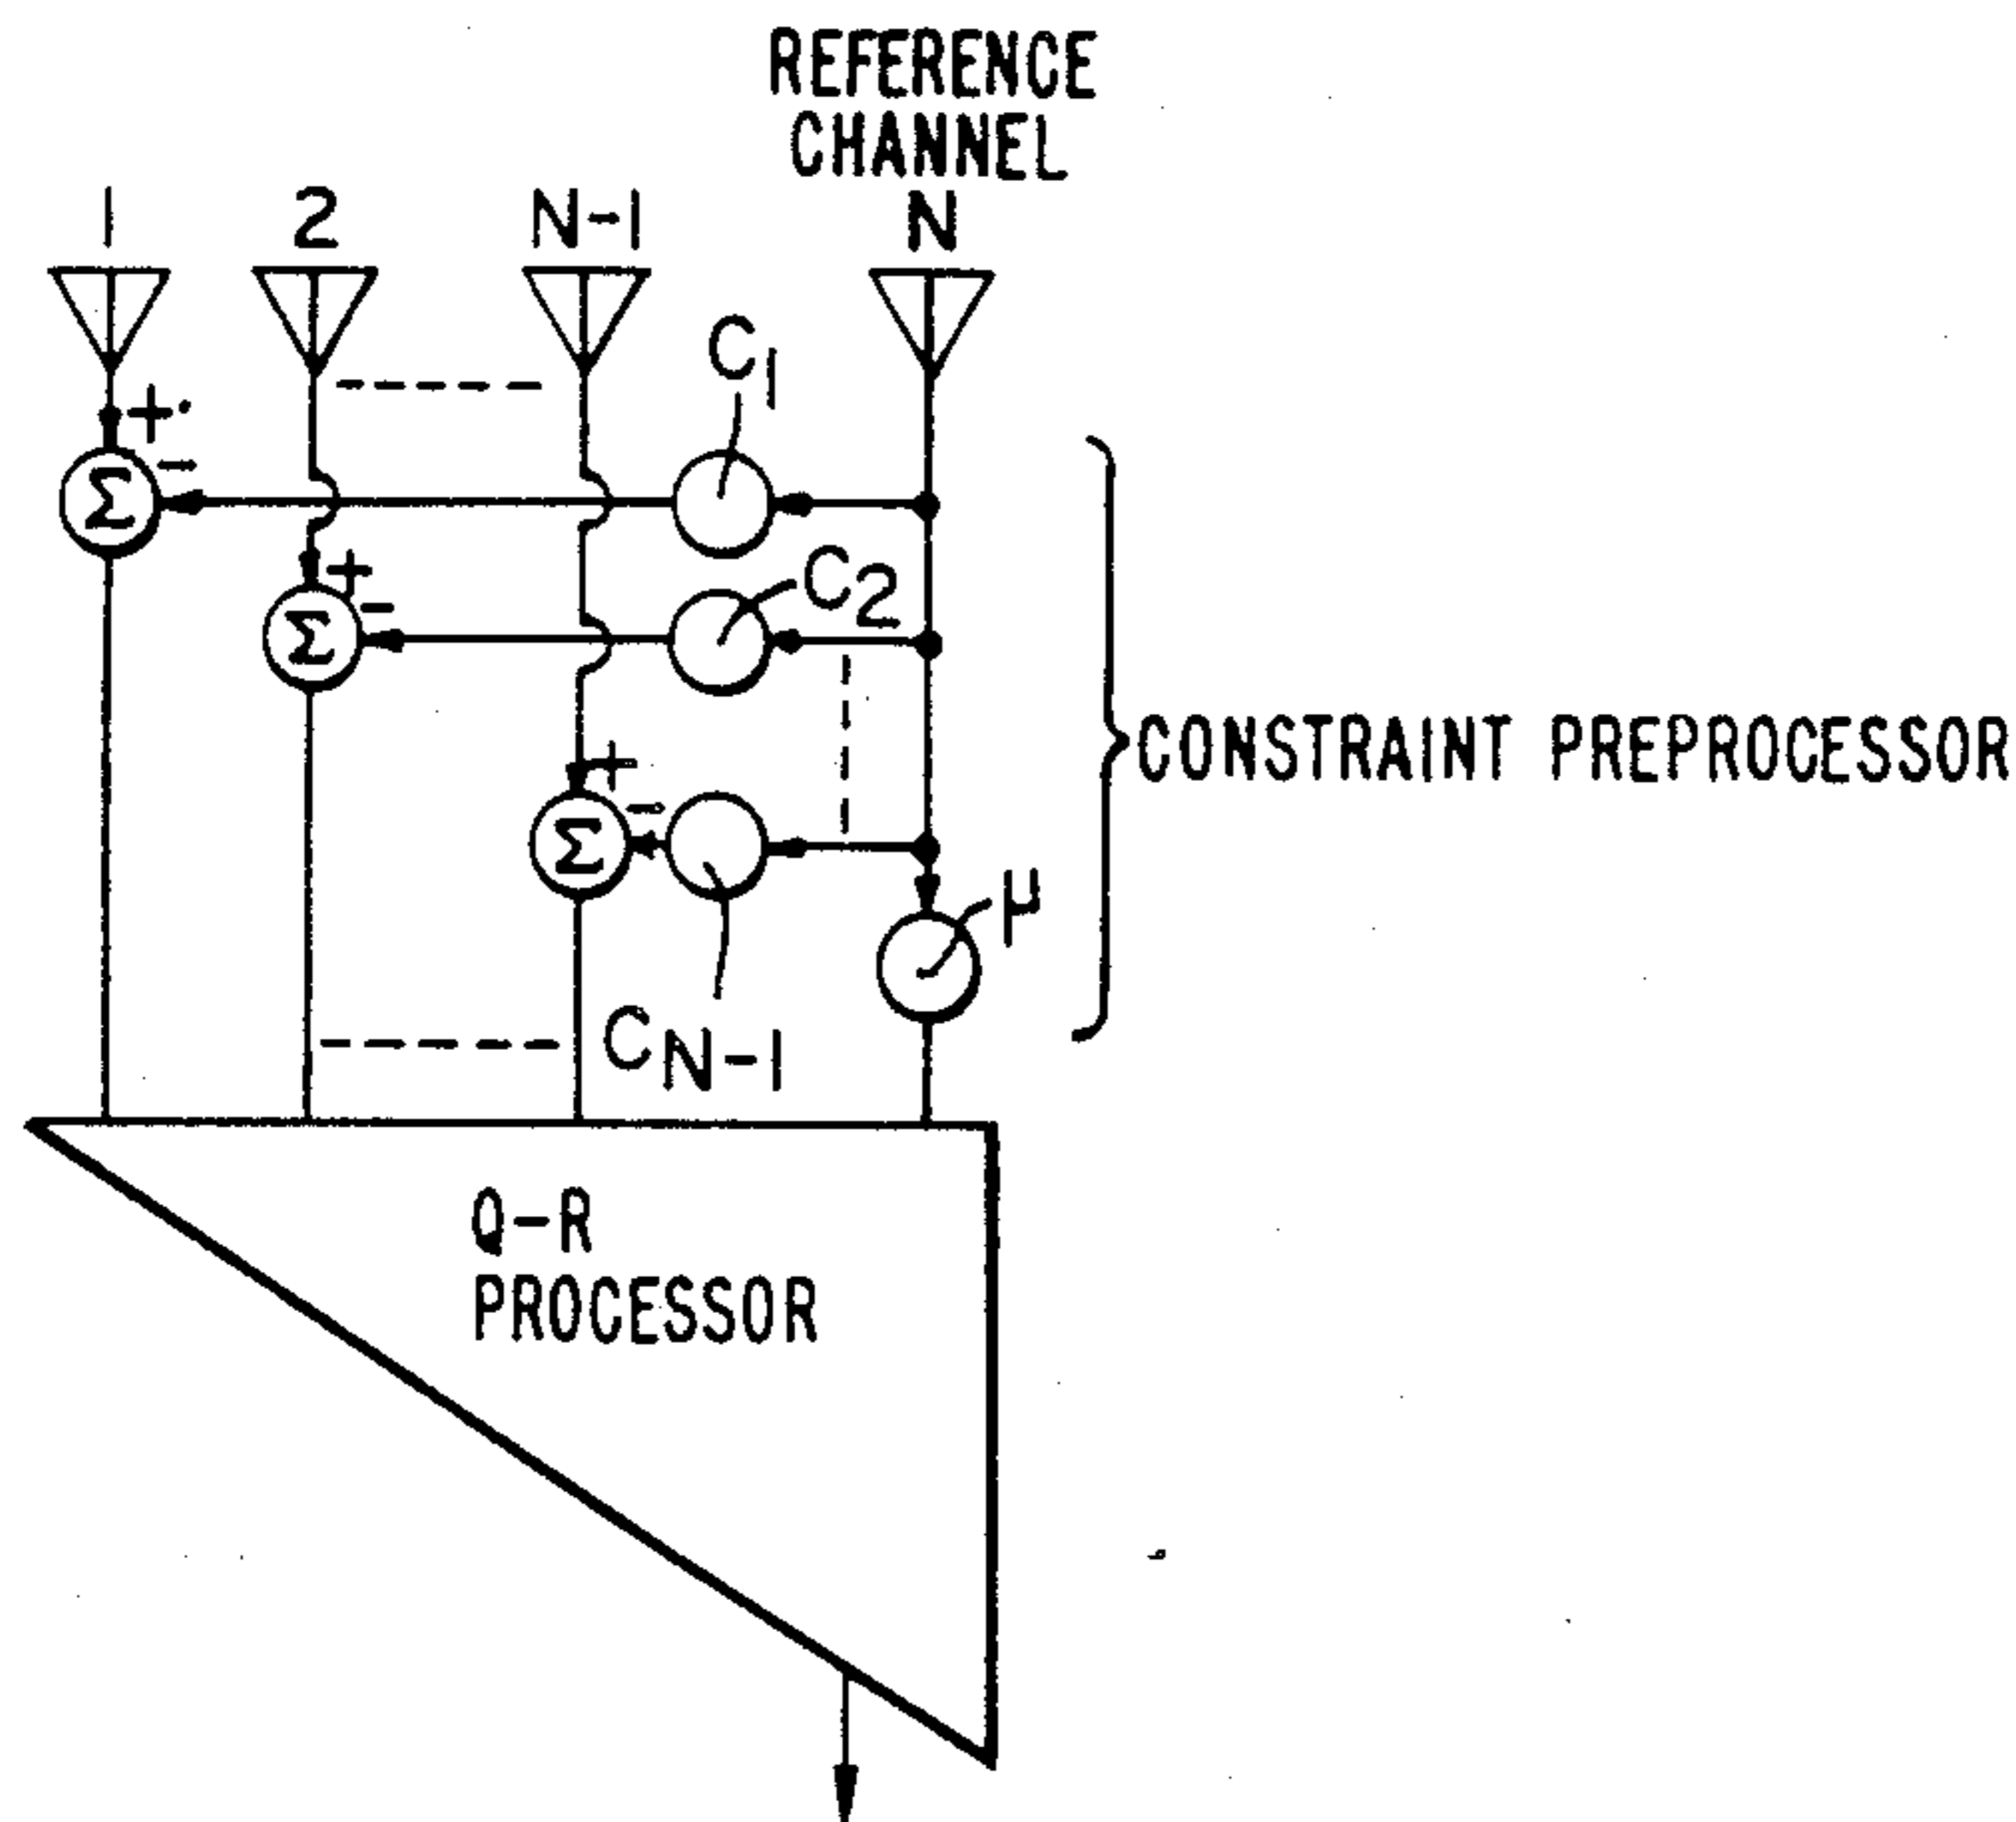 REFERENCE
CHANNEL
1 2 N-1 N
C1
+
-
Σ
C2
+
-
Σ
CONSTRAINT PREPROCESSOR
+
-
Σ
μ
CN-1
Q-R
PROCESSOR